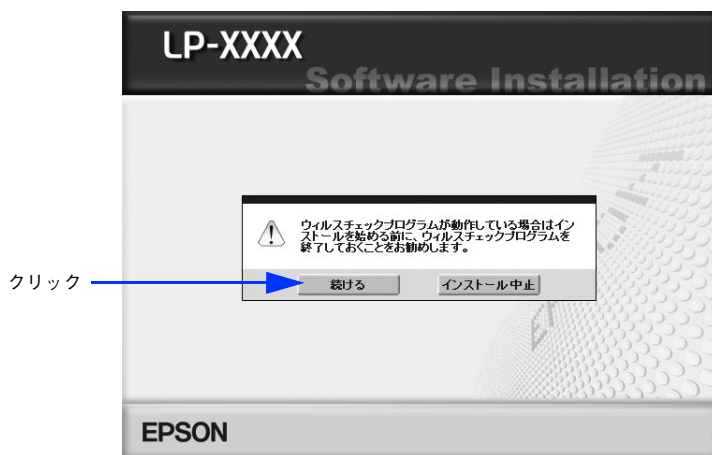 LP-XXXX
Software Installation
ウィルスチェックプログラムが動作している場合はイン
ストールを始める前に、ウィルスチェックプログラムを
終了しておくことをお勧めします。
クリック
続ける
インストール中止
EPSON